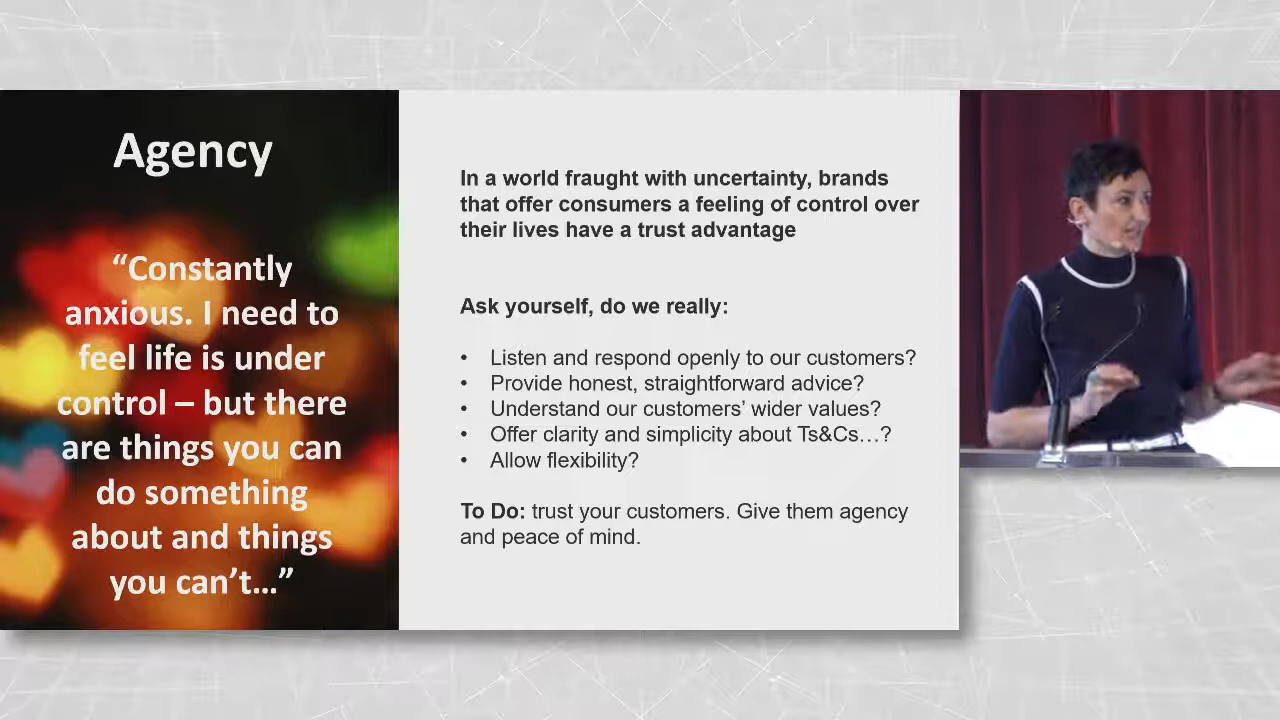 Agency
“Constantly
anxious. I need to
feel life is under
control – but there
are things you can
do something
about and things
you can’t…”
In a world fraught with uncertainty, brands
that offer consumers a feeling of control over
their lives have a trust advantage
Ask yourself, do we really:
• Listen and respond openly to our customers?
• Provide honest, straightforward advice?
• Understand our customers’ wider values?
• Offer clarity and simplicity about Ts&Cs…?
• Allow flexibility?
To Do: trust your customers. Give them agency
and peace of mind.